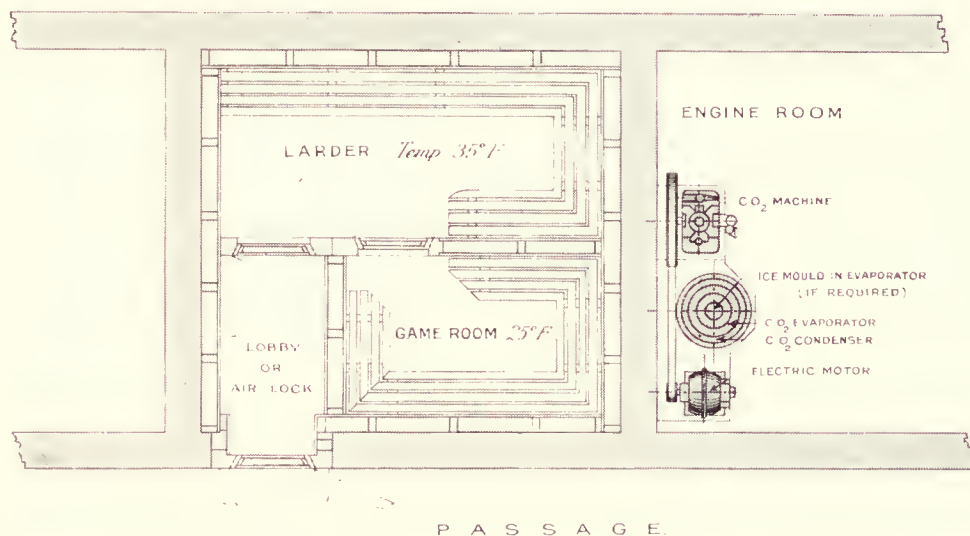 ENGINE ROOM
LARDER Temp 35°F
CO₂ MACHINE
ICE MOULD IN EVAPORATOR
(IF REQUIRED)
CO₂ EVAPORATOR
CO₂ CONDENSER
GAME ROOM 25°F
LOBBY
OR
AIR LOCK
ELECTRIC MOTOR
PASSAGE.